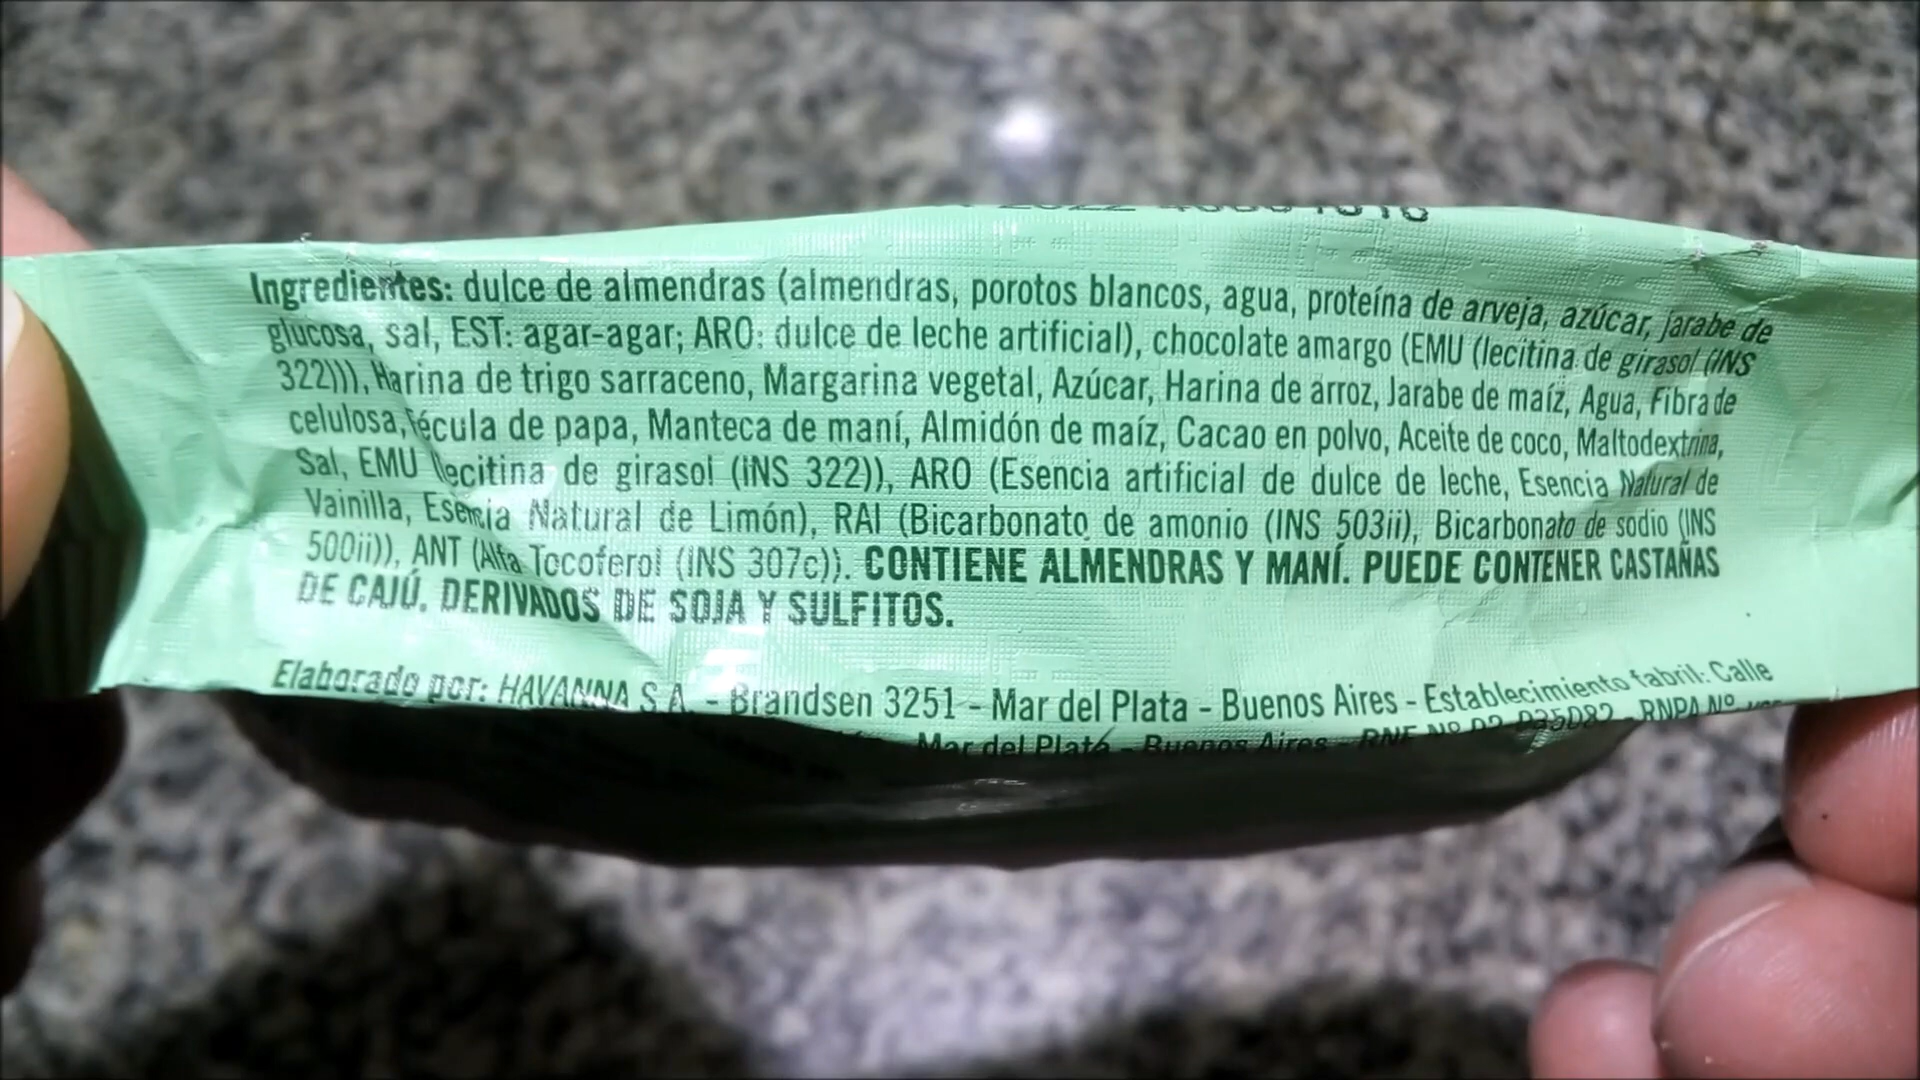 2022
Ingredientes: dulce de almendras (almendras, porotos blancos, agua, proteína de arveja, azúcar, jarabe de
glucosa, sal, EST: agar-agar; ARO: dulce de leche artificial), chocolate amargo (EMU (lecitina de girasol (INS
322))), Harina de trigo sarraceno, Margarina vegetal, Azúcar, Harina de arroz, Jarabe de maíz, Agua, Fibra de
celulosa, Fécula de papa, Manteca de maní, Almidón de maíz, Cacao en polvo, Aceite de coco, Maltodextrina,
Sal, EMU (lecitina de girasol (INS 322)), ARO (Esencia artificial de dulce de leche, Esencia Natural de
Vainilla, Esencia Natural de Limón), RAI (Bicarbonato de amonio (INS 503ii), Bicarbonato de sodio (INS
500ii)), ANT (Alfa Tocoferol (INS 307c)). CONTIENE ALMENDRAS Y MANÍ. PUEDE CONTENER CASTAÑAS
DE CAJÚ, DERIVADOS DE SOJA Y SULFITOS.
Elaborado por: HAVANNA S.A. - Brandsen 3251 - Mar del Plata - Buenos Aires - Establecimiento fabril: Calle
Mar del Plata - Buenos Aires - RNE Nº 02-035082 - RNPA Nº